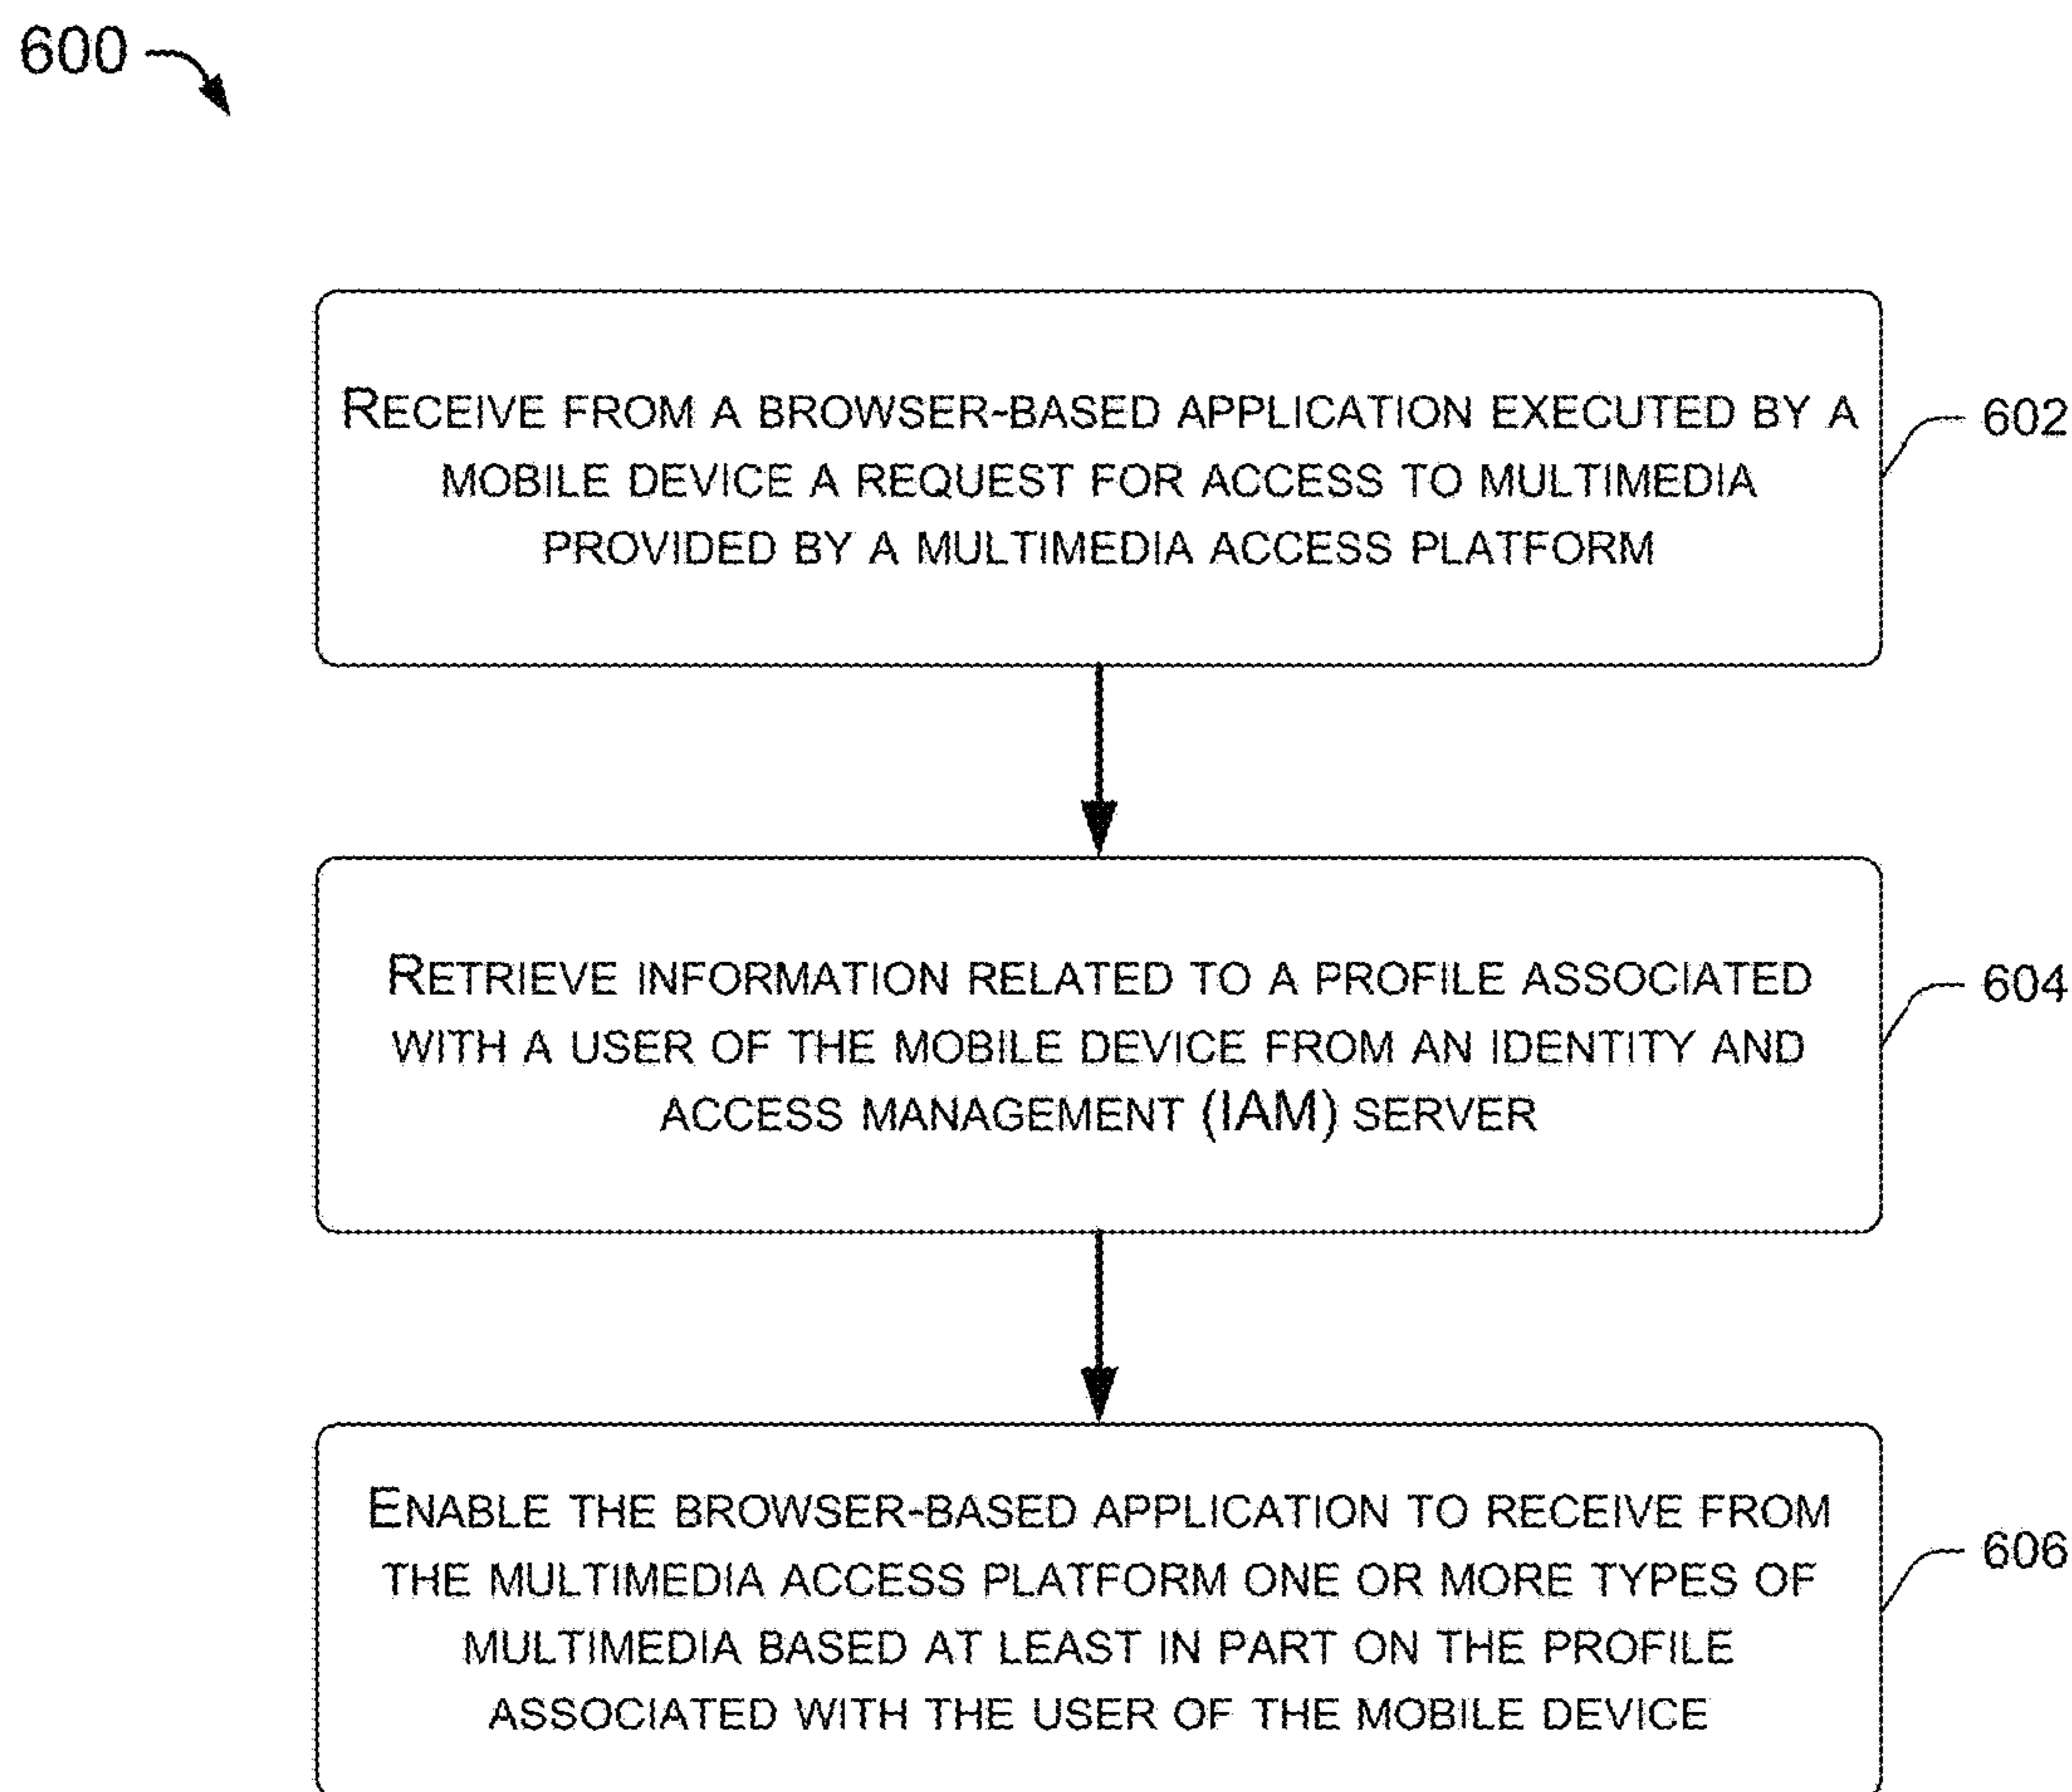 600
RECEIVE FROM A BROWSER-BASED APPLICATION EXECUTED BY A
MOBILE DEVICE A REQUEST FOR ACCESS TO MULTIMEDIA
PROVIDED BY A MULTIMEDIA ACCESS PLATFORM
602
RETRIEVE INFORMATION RELATED TO A PROFILE ASSOCIATED
WITH A USER OF THE MOBILE DEVICE FROM AN IDENTITY AND
ACCESS MANAGEMENT (IAM) SERVER
604
ENABLE THE BROWSER-BASED APPLICATION TO RECEIVE FROM
THE MULTIMEDIA ACCESS PLATFORM ONE OR MORE TYPES OF
MULTIMEDIA BASED AT LEAST IN PART ON THE PROFILE
ASSOCIATED WITH THE USER OF THE MOBILE DEVICE
606